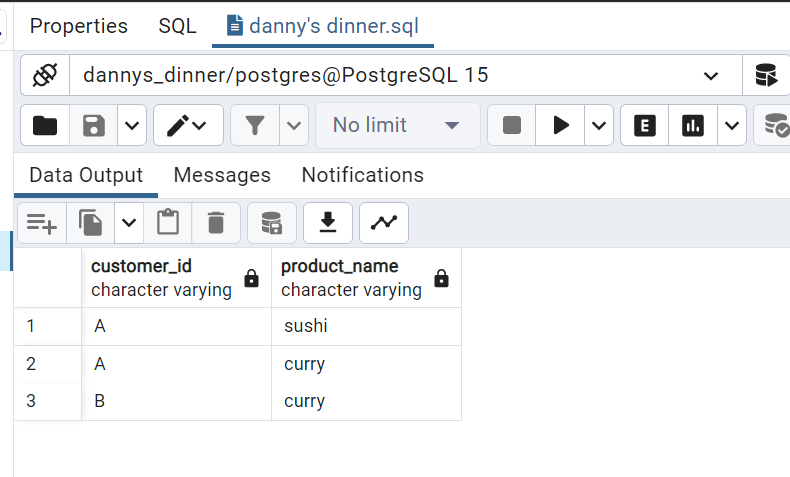 Properties SQL danny's dinner.sql
dannys_dinner/postgres@PostgreSQL 15
No limit E
Data Output Messages Notifications
customer_id product_name
character varying character varying
1 A sushi
2 A curry
3 B curry